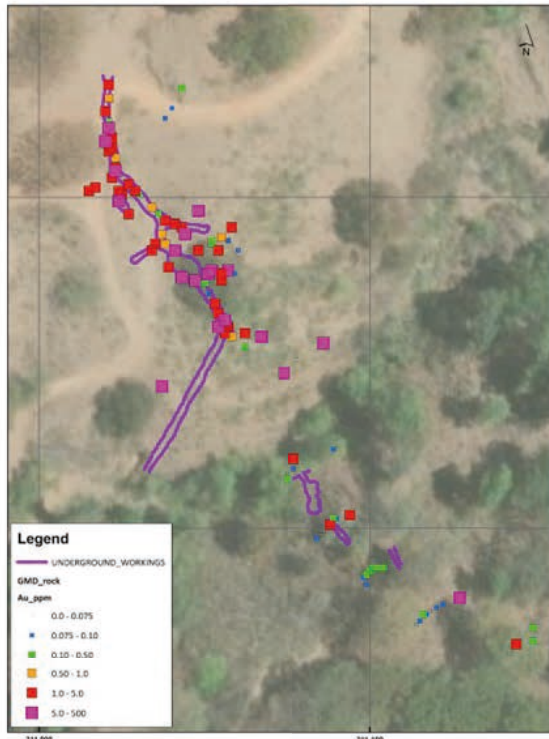 N
Legend
UNDERGROUND_WORKINGS
GMD_rock
Au_ppm
0.0 - 0.075
0.075 - 0.10
0.10 - 0.50
0.50 - 1.0
1.0 - 5.0
5.0 - 500